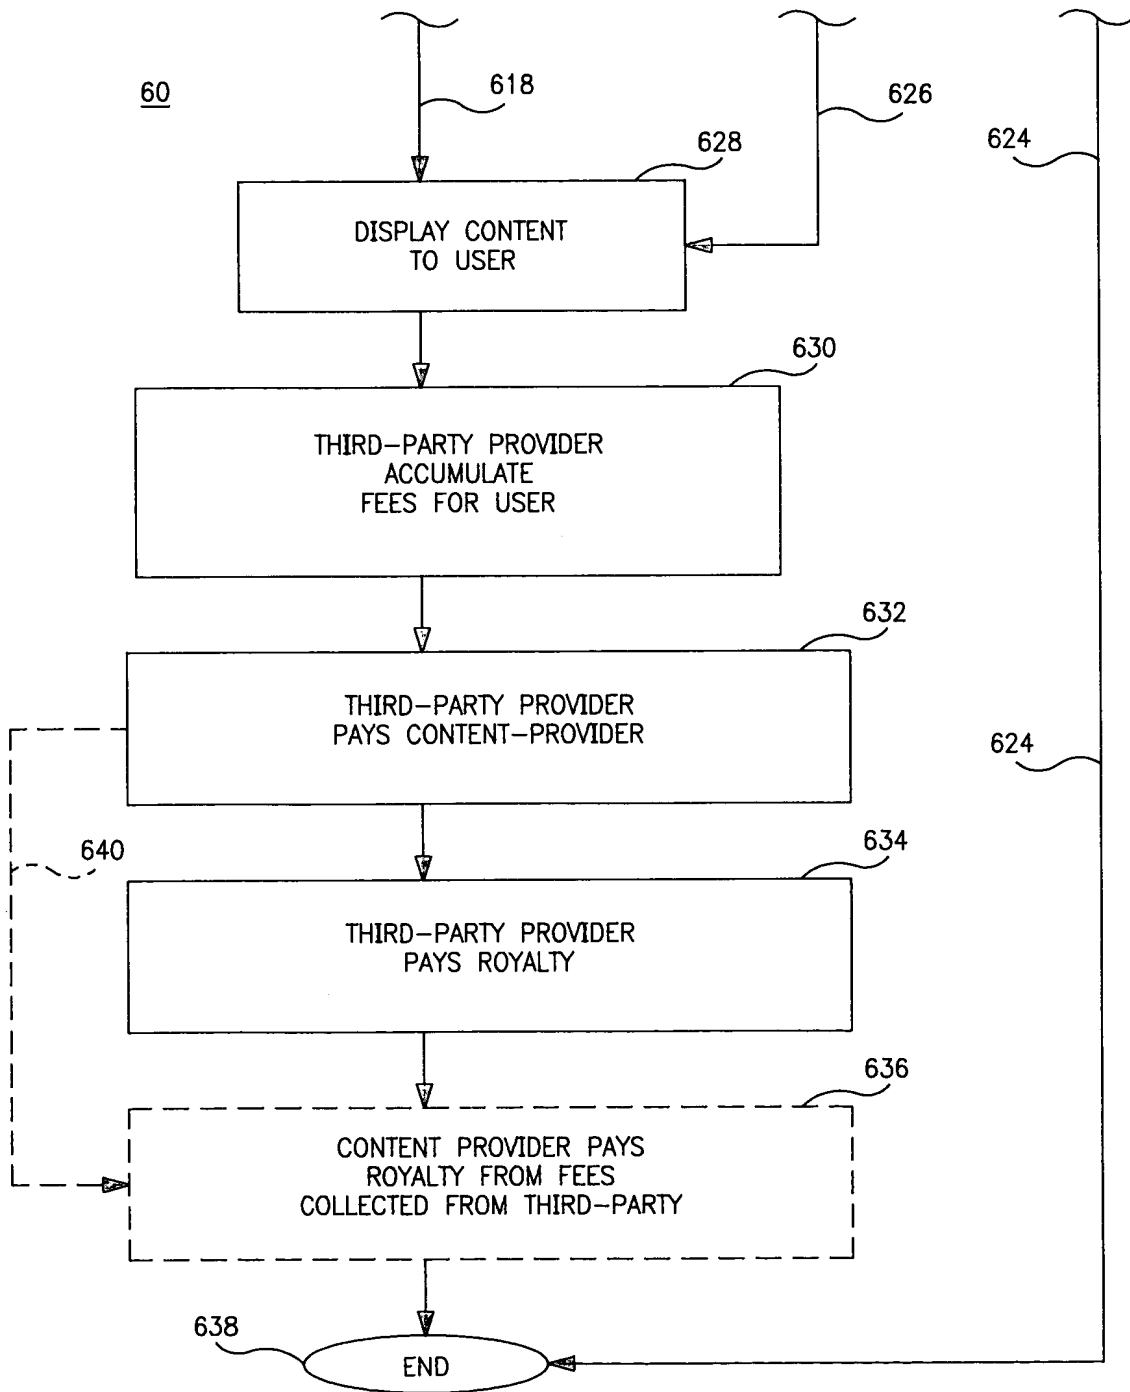 60
618
626
624
628
DISPLAY CONTENT
TO USER
630
THIRD-PARTY PROVIDER
ACCUMULATE
FEES FOR USER
632
THIRD-PARTY PROVIDER
PAYS CONTENT-PROVIDER
624
640
634
THIRD-PARTY PROVIDER
PAYS ROYALTY
636
CONTENT PROVIDER PAYS
ROYALTY FROM FEES
COLLECTED FROM THIRD-PARTY
638
END